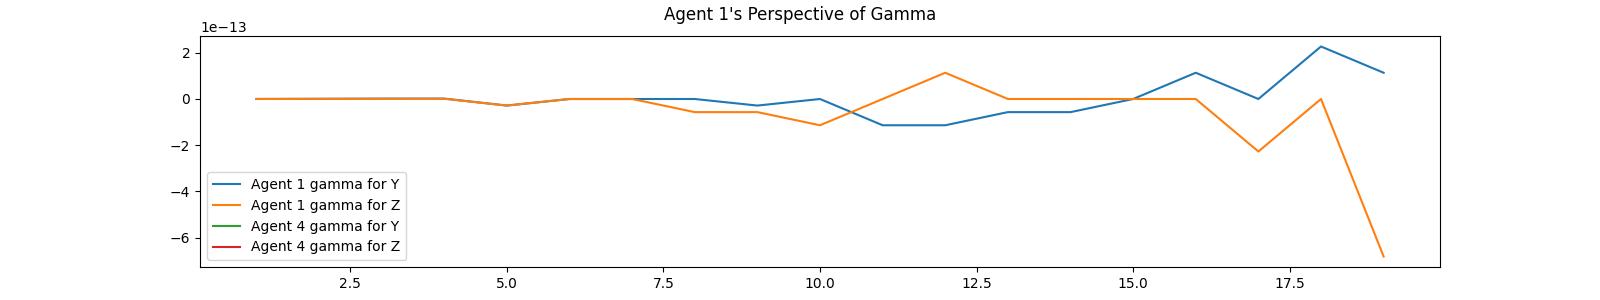 Agent 1's Perspective of Gamma
1e−13
2
0
−2
−4
−6
Agent 1 gamma for Y
Agent 1 gamma for Z
Agent 4 gamma for Y
Agent 4 gamma for Z
2.5 5.0 7.5 10.0 12.5 15.0 17.5